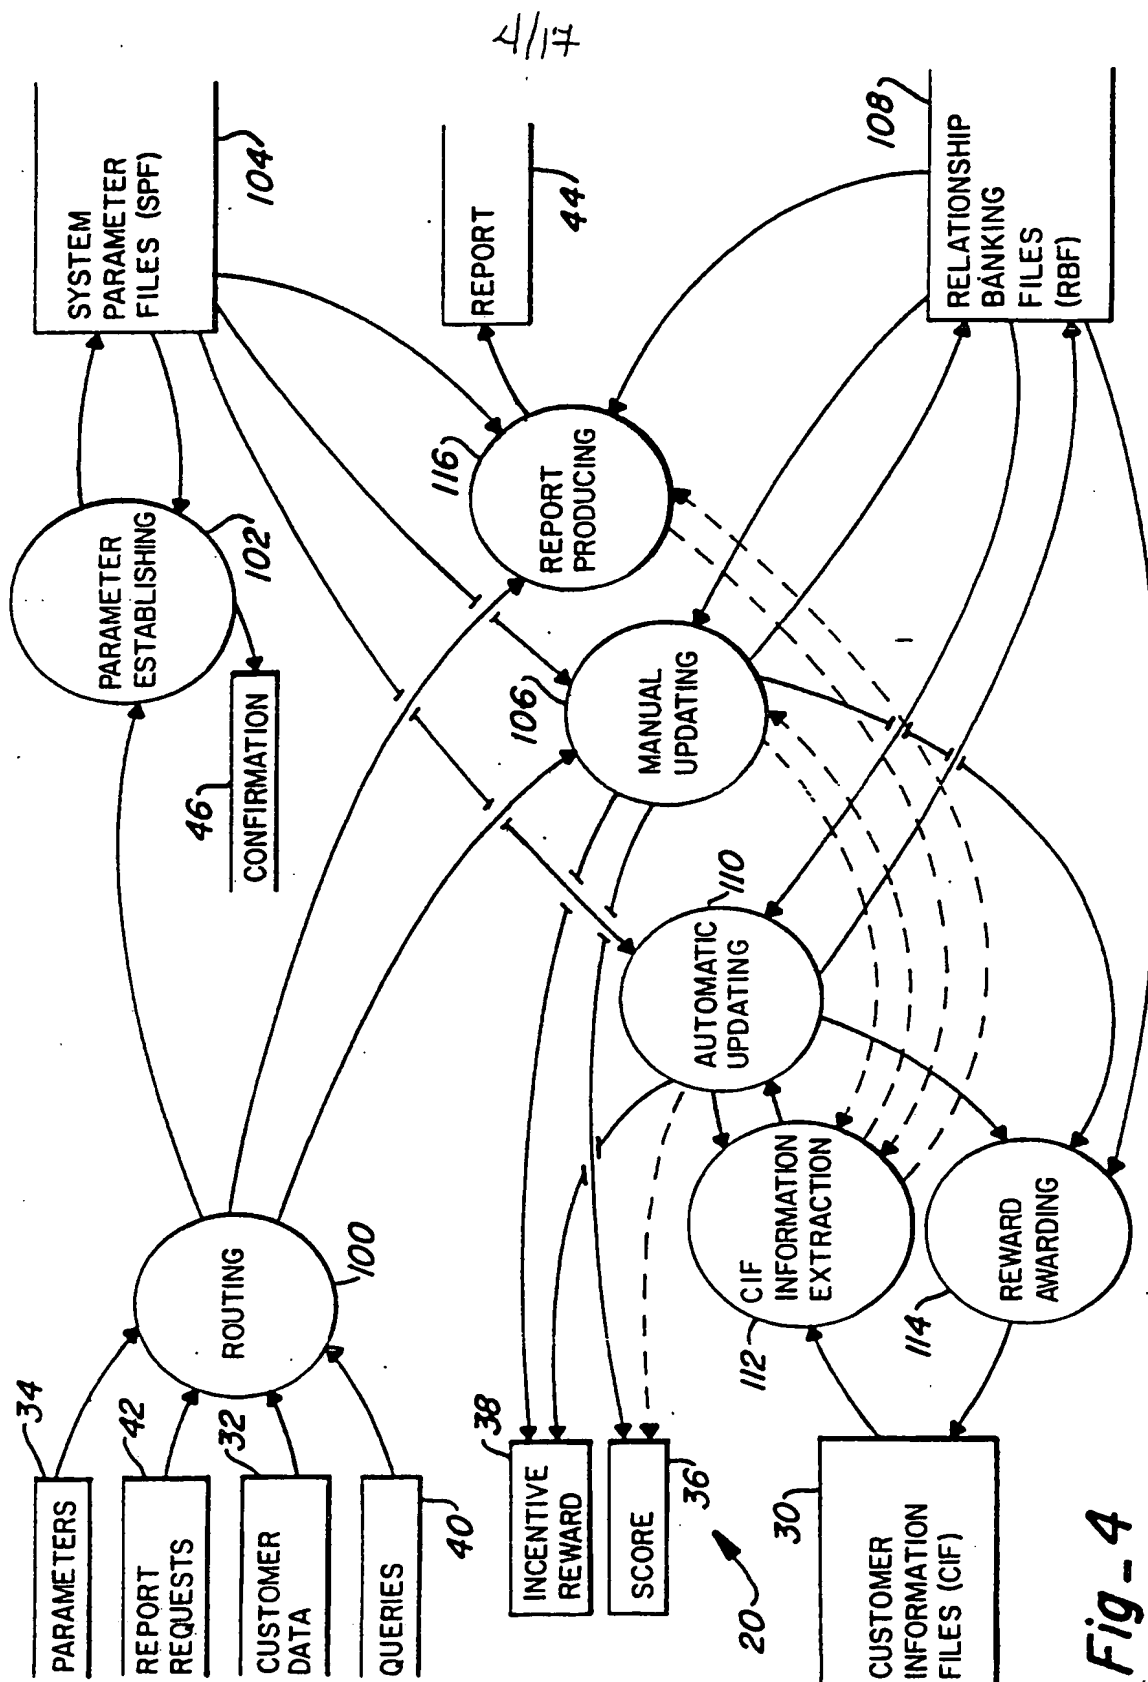 4/17
PARAMETERS
34
REPORT
REQUESTS
42
CUSTOMER
DATA
32
QUERIES
40
ROUTING
100
PARAMETER
ESTABLISHING
102
CONFIRMATION
46
SYSTEM
PARAMETER
FILES (SPF)
104
REPORT
44
REPORT
PRODUCING
116
MANUAL
UPDATING
106
AUTOMATIC
UPDATING
110
RELATIONSHIP
BANKING
FILES
(RBF)
108
INCENTIVE
REWARD
38
SCORE
36
20
CIF
INFORMATION
EXTRACTION
112
REWARD
AWARDING
114
CUSTOMER
INFORMATION
FILES (CIF)
30
Fig_4